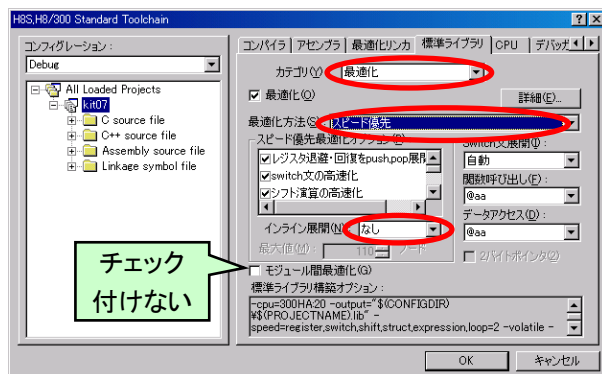 H8S,H8/300 Standard Toolchain
コンフィグレーション :
Debug
All Loaded Projects
kit07
C source file
C++ source file
Assembly source file
Linkage symbol file
コンパイラ アセンブラ 最適化リンカ 標準ライブラリ CPU デバッガ
カテゴリ(Y) : 最適化
最適化(O)
詳細(E)...
最適化方法(S) : スピード優先
スピード優先最適化オプション(P)
レジスタ退避・回復をpush,pop展開
switch文の高速化
シフト演算の高速化
インライン展開(N) : なし
最大値(M) : 110 ノード
Switch文展開(I) :
自動
関数呼び出し(F) :
@aa
データアクセス(D) :
@aa
2バイトポインタ(2)
モジュール間最適化(G)
標準ライブラリ構築オプション :
-cpu=300HA:20 -output="$(CONFIGDIR)
¥$(PROJECTNAME).lib" -
speed=register,switch,shift,struct,expression,loop=2 -volatile -
チェック
付けない
OK キャンセル